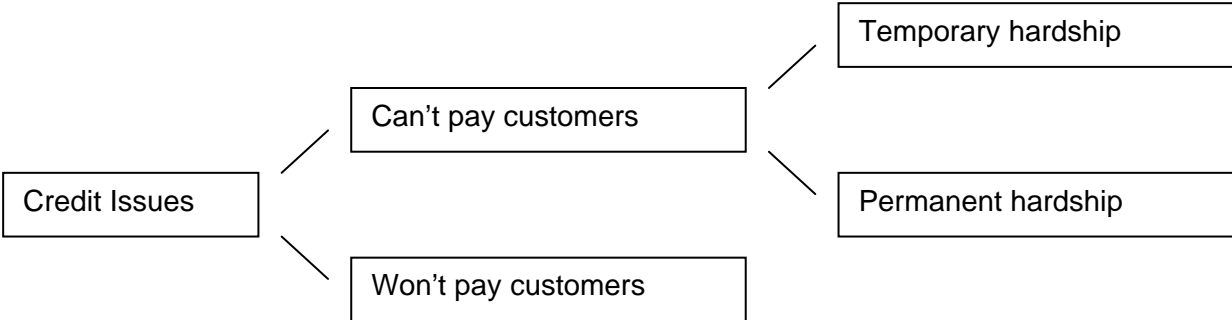 Temporary hardship
Can’t pay customers
Credit Issues
Permanent hardship
Won’t pay customers